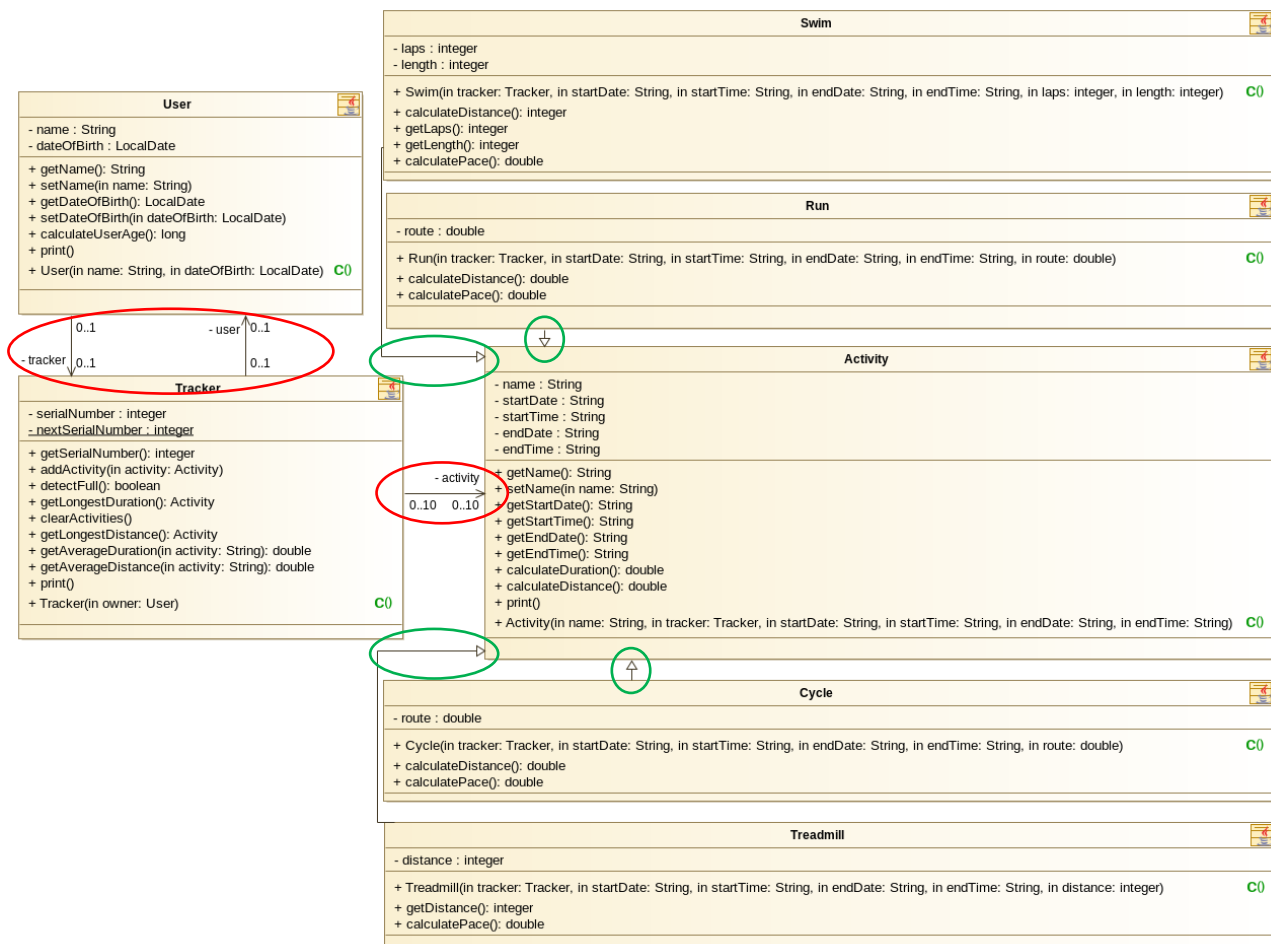 Swim
- laps : integer
- length : integer
+ Swim(in tracker: Tracker, in startDate: String, in startTime: String, in endDate: String, in endTime: String, in laps: integer, in length: integer) C()
+ calculateDistance(): integer
+ getLaps(): integer
+ getLength(): integer
+ calculatePace(): double
User
- name : String
- dateOfBirth : LocalDate
+ getName(): String
+ setName(in name: String)
+ getDateOfBirth(): LocalDate
+ setDateOfBirth(in dateOfBirth: LocalDate)
+ calculateUserAge(): long
+ print()
+ User(in name: String, in dateOfBirth: LocalDate) C()
Run
- route : double
+ Run(in tracker: Tracker, in startDate: String, in startTime: String, in endDate: String, in endTime: String, in route: double) C()
+ calculateDistance(): double
+ calculatePace(): double
0..1
- user 0..1
- tracker 0..1
0..1
Tracker
- serialNumber : integer
- nextSerialNumber : integer
+ getSerialNumber(): integer
+ addActivity(in activity: Activity)
+ detectFull(): boolean
+ getLongestDuration(): Activity
+ clearActivities()
+ getLongestDistance(): Activity
+ getAverageDuration(in activity: String): double
+ getAverageDistance(in activity: String): double
+ print()
+ Tracker(in owner: User) C()
- activity
0..10 0..10
Activity
- name : String
- startDate : String
- startTime : String
- endDate : String
- endTime : String
+ getName(): String
+ setName(in name: String)
+ getStartDate(): String
+ getStartTime(): String
+ getEndDate(): String
+ getEndTime(): String
+ calculateDuration(): double
+ calculateDistance(): double
+ print()
+ Activity(in name: String, in tracker: Tracker, in startDate: String, in startTime: String, in endDate: String, in endTime: String) C()
Cycle
- route : double
+ Cycle(in tracker: Tracker, in startDate: String, in startTime: String, in endDate: String, in endTime: String, in route: double) C()
+ calculateDistance(): double
+ calculatePace(): double
Treadmill
- distance : integer
+ Treadmill(in tracker: Tracker, in startDate: String, in startTime: String, in endDate: String, in endTime: String, in distance: integer) C()
+ getDistance(): integer
+ calculatePace(): double